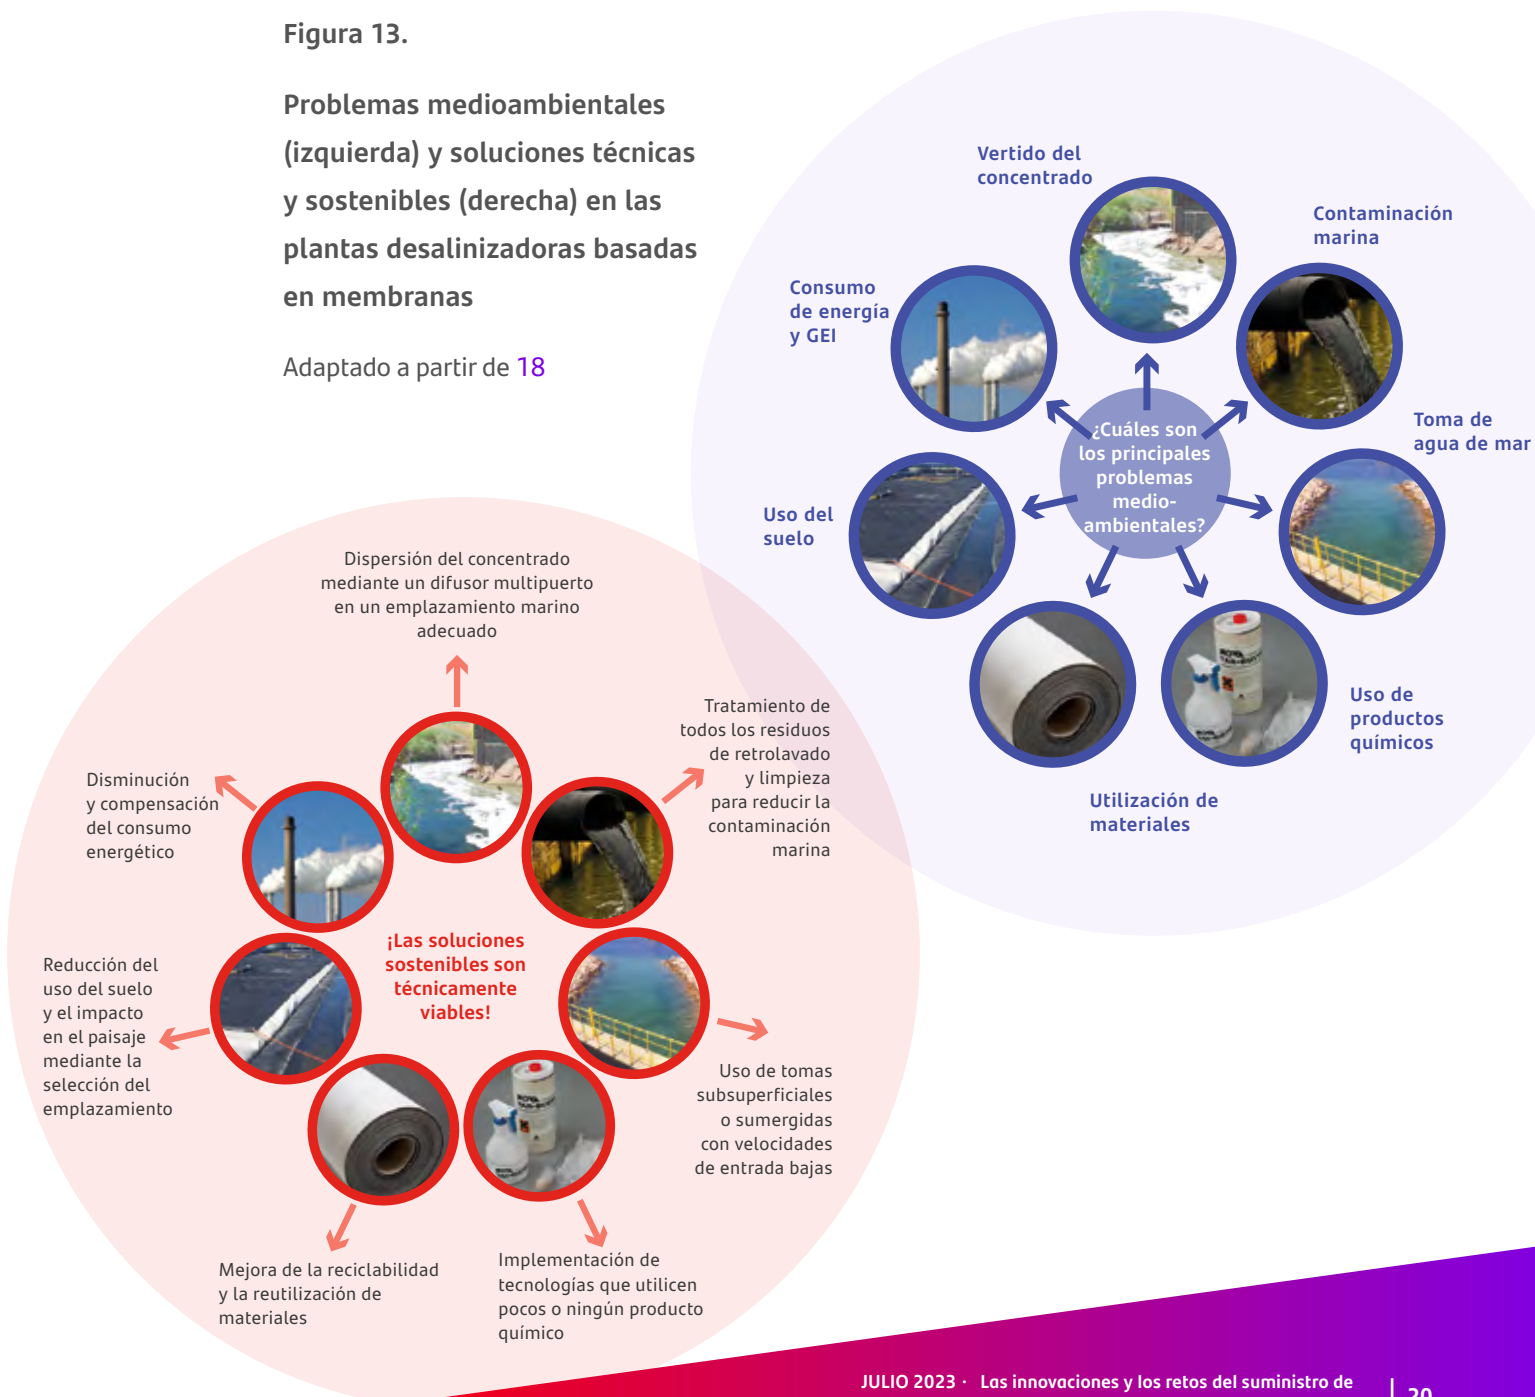 Figura 13.
Problemas medioambientales
(izquierda) y soluciones técnicas
y sostenibles (derecha) en las
plantas desalinizadoras basadas
en membranas
Adaptado a partir de 18
Vertido del
concentrado
Contaminación
marina
Consumo
de energía
y GEI
Toma de
agua de mar
¿Cuáles son
los principales
problemas
medio-
ambientales?
Uso del
suelo
Uso de
productos
químicos
Utilización de
materiales
Dispersión del concentrado
mediante un difusor multipuerto
en un emplazamiento marino
adecuado
Tratamiento de
todos los residuos
de retrolavado
y limpieza
para reducir la
contaminación
marina
Disminución
y compensación
del consumo
energético
¡Las soluciones
sostenibles son
técnicamente
viables!
Reducción del
uso del suelo
y el impacto
en el paisaje
mediante la
selección del
emplazamiento
Uso de tomas
subsuperficiales
o sumergidas
con velocidades
de entrada bajas
Mejora de la reciclabilidad
y la reutilización de
materiales
Implementación de
tecnologías que utilicen
pocos o ningún producto
químico
JULIO 2023 · Las innovaciones y los retos del suministro de